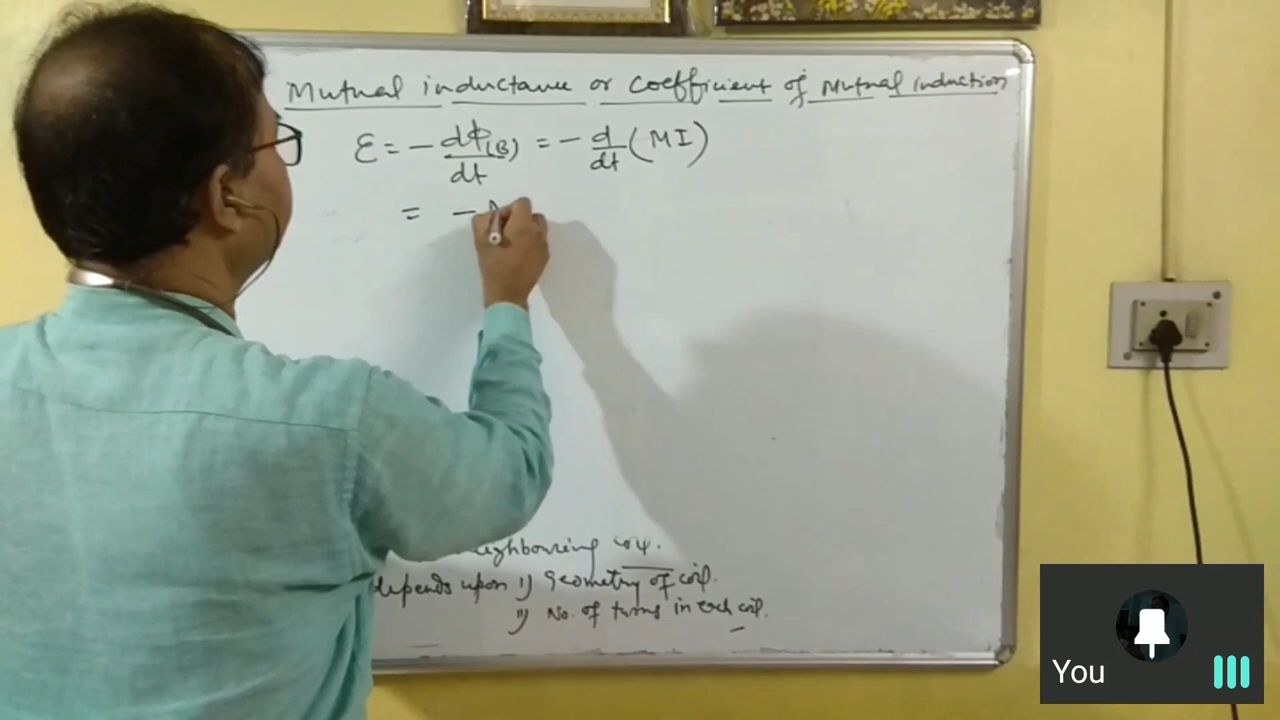 Mutual inductance or Coefficient of Mutual induction
ε = - dΦ(B)/dt = - d/dt (MI)
= -
neighbouring coil.
depends upon i) Geometry of coil.
ii) No. of turns in each coil.
You